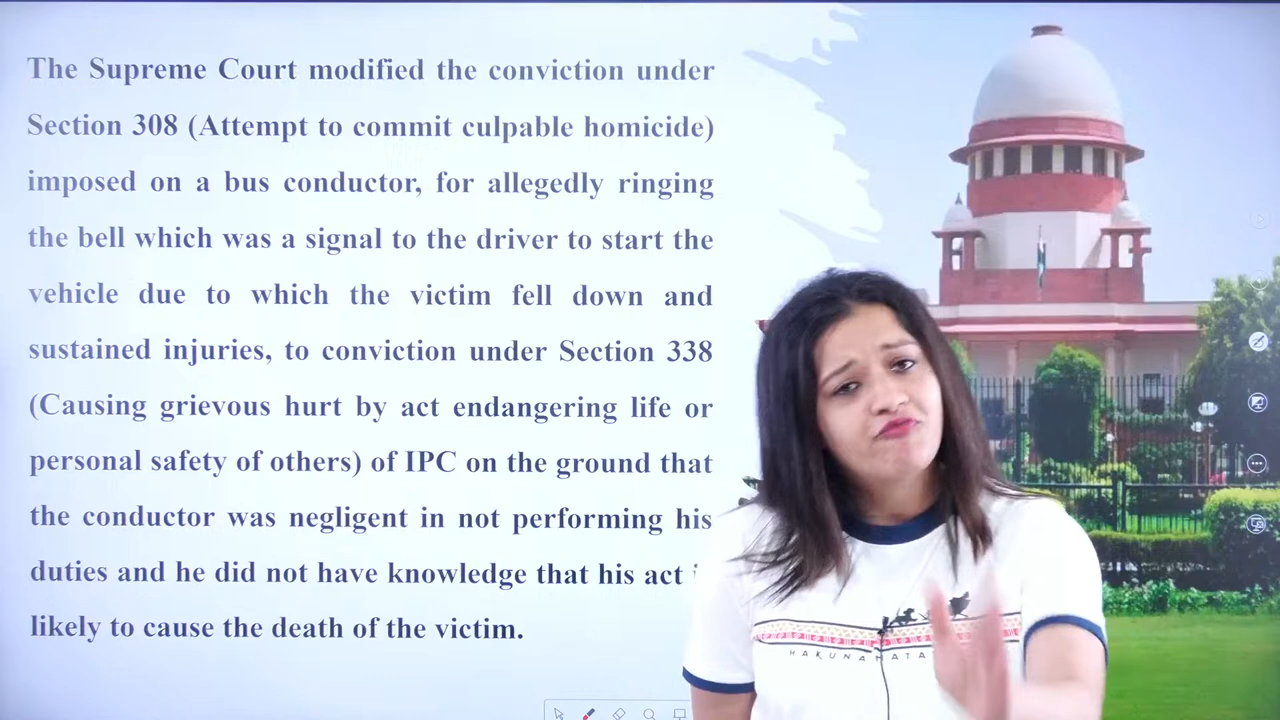 The Supreme Court modified the conviction under
Section 308 (Attempt to commit culpable homicide)
imposed on a bus conductor, for allegedly ringing
the bell which was a signal to the driver to start the
vehicle due to which the victim fell down and
sustained injuries, to conviction under Section 338
(Causing grievous hurt by act endangering life or
personal safety of others) of IPC on the ground that
the conductor was negligent in not performing his
duties and he did not have knowledge that his act
likely to cause the death of the victim.
HAKUNA MATA